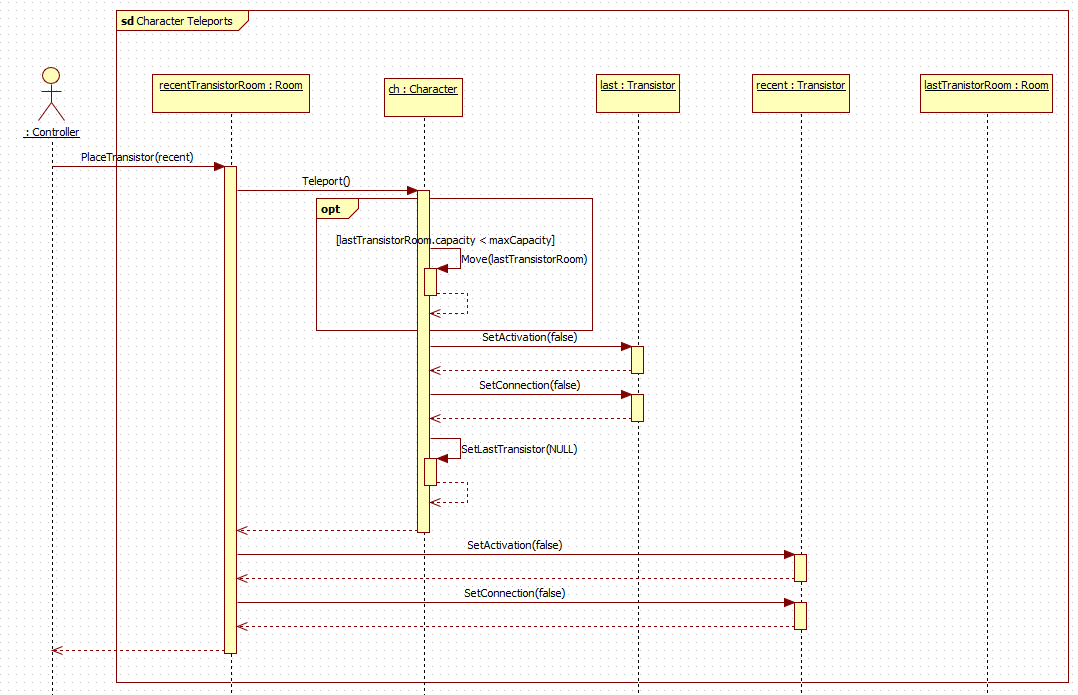 sd Character Teleports
recentTransistorRoom : Room
ch : Character
last : Transistor
recent : Transistor
lastTranistorRoom : Room
: Controller
PlaceTransistor(recent)
Teleport()
opt
[lastTransistorRoom.capacity < maxCapacity]
Move(lastTransistorRoom)
SetActivation(false)
SetConnection(false)
SetLastTransistor(NULL)
SetActivation(false)
SetConnection(false)